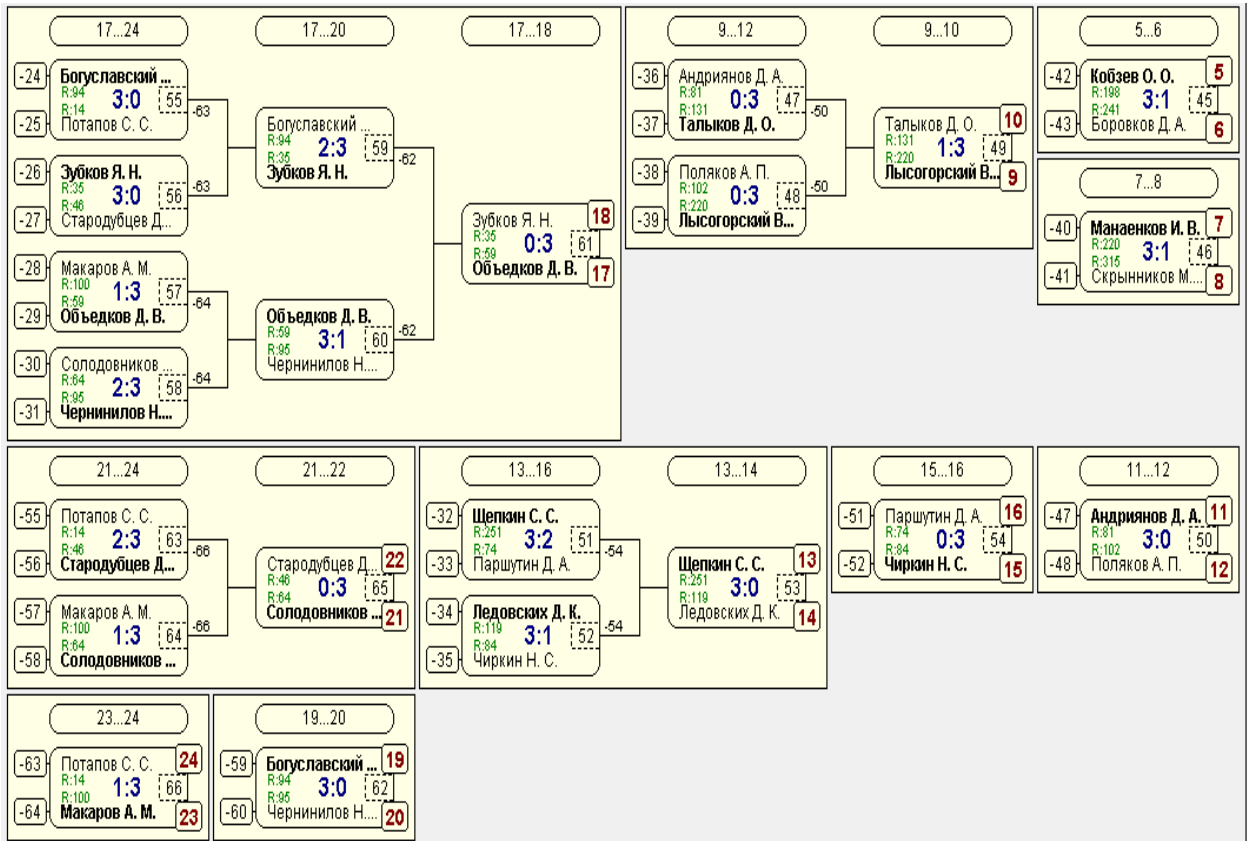 17...24
17...20
17...18
-24
Богуславский ...
R:94
R:14
3:0
55
-63
-25
Потапов С. С.
-26
Зубков Я. Н.
R:35
R:46
3:0
56
-63
-27
Стародубцев Д...
-28
Макаров А. М.
R:100
R:59
1:3
57
-64
-29
Объедков Д. В.
-30
Солодовников ...
R:64
R:95
2:3
58
-64
-31
Чернинилов Н....
Богуславский ...
R:94
R:35
2:3
59
-62
Зубков Я. Н.
Объедков Д. В.
R:59
R:95
3:1
60
-62
Чернинилов Н....
Зубков Я. Н.
18
R:35
R:59
0:3
61
Объедков Д. В.
17
9...12
9...10
-36
Андриянов Д. А.
R:81
R:131
0:3
47
-50
-37
Талыков Д. О.
-38
Поляков А. П.
R:102
R:220
0:3
48
-50
-39
Лысогорский В...
Талыков Д. О.
10
R:131
R:220
1:3
49
Лысогорский В...
9
5...6
-42
Кобзев О. О.
5
R:198
R:241
3:1
45
-43
Боровков Д. А.
6
7...8
-40
Манаенков И. В.
7
R:220
R:315
3:1
46
-41
Скрынников М....
8
21...24
21...22
-55
Потапов С. С.
R:14
R:46
2:3
63
-66
-56
Стародубцев Д...
-57
Макаров А. М.
R:100
R:64
1:3
64
-66
-58
Солодовников ...
Стародубцев Д...
22
R:46
R:64
0:3
65
Солодовников ...
21
13...16
13...14
-32
Щепкин С. С.
R:251
R:74
3:2
51
-54
-33
Паршутин Д. А.
-34
Ледовских Д. К.
R:119
R:84
3:1
52
-54
-35
Чиркин Н. С.
Щепкин С. С.
13
R:251
R:119
3:0
53
Ледовских Д. К.
14
15...16
-51
Паршутин Д. А.
16
R:74
R:84
0:3
54
-52
Чиркин Н. С.
15
11...12
-47
Андриянов Д. А.
11
R:81
R:102
3:0
50
-48
Поляков А. П.
12
23...24
-63
Потапов С. С.
24
R:14
R:100
1:3
66
-64
Макаров А. М.
23
19...20
-59
Богуславский ...
19
R:94
R:95
3:0
62
-60
Чернинилов Н....
20